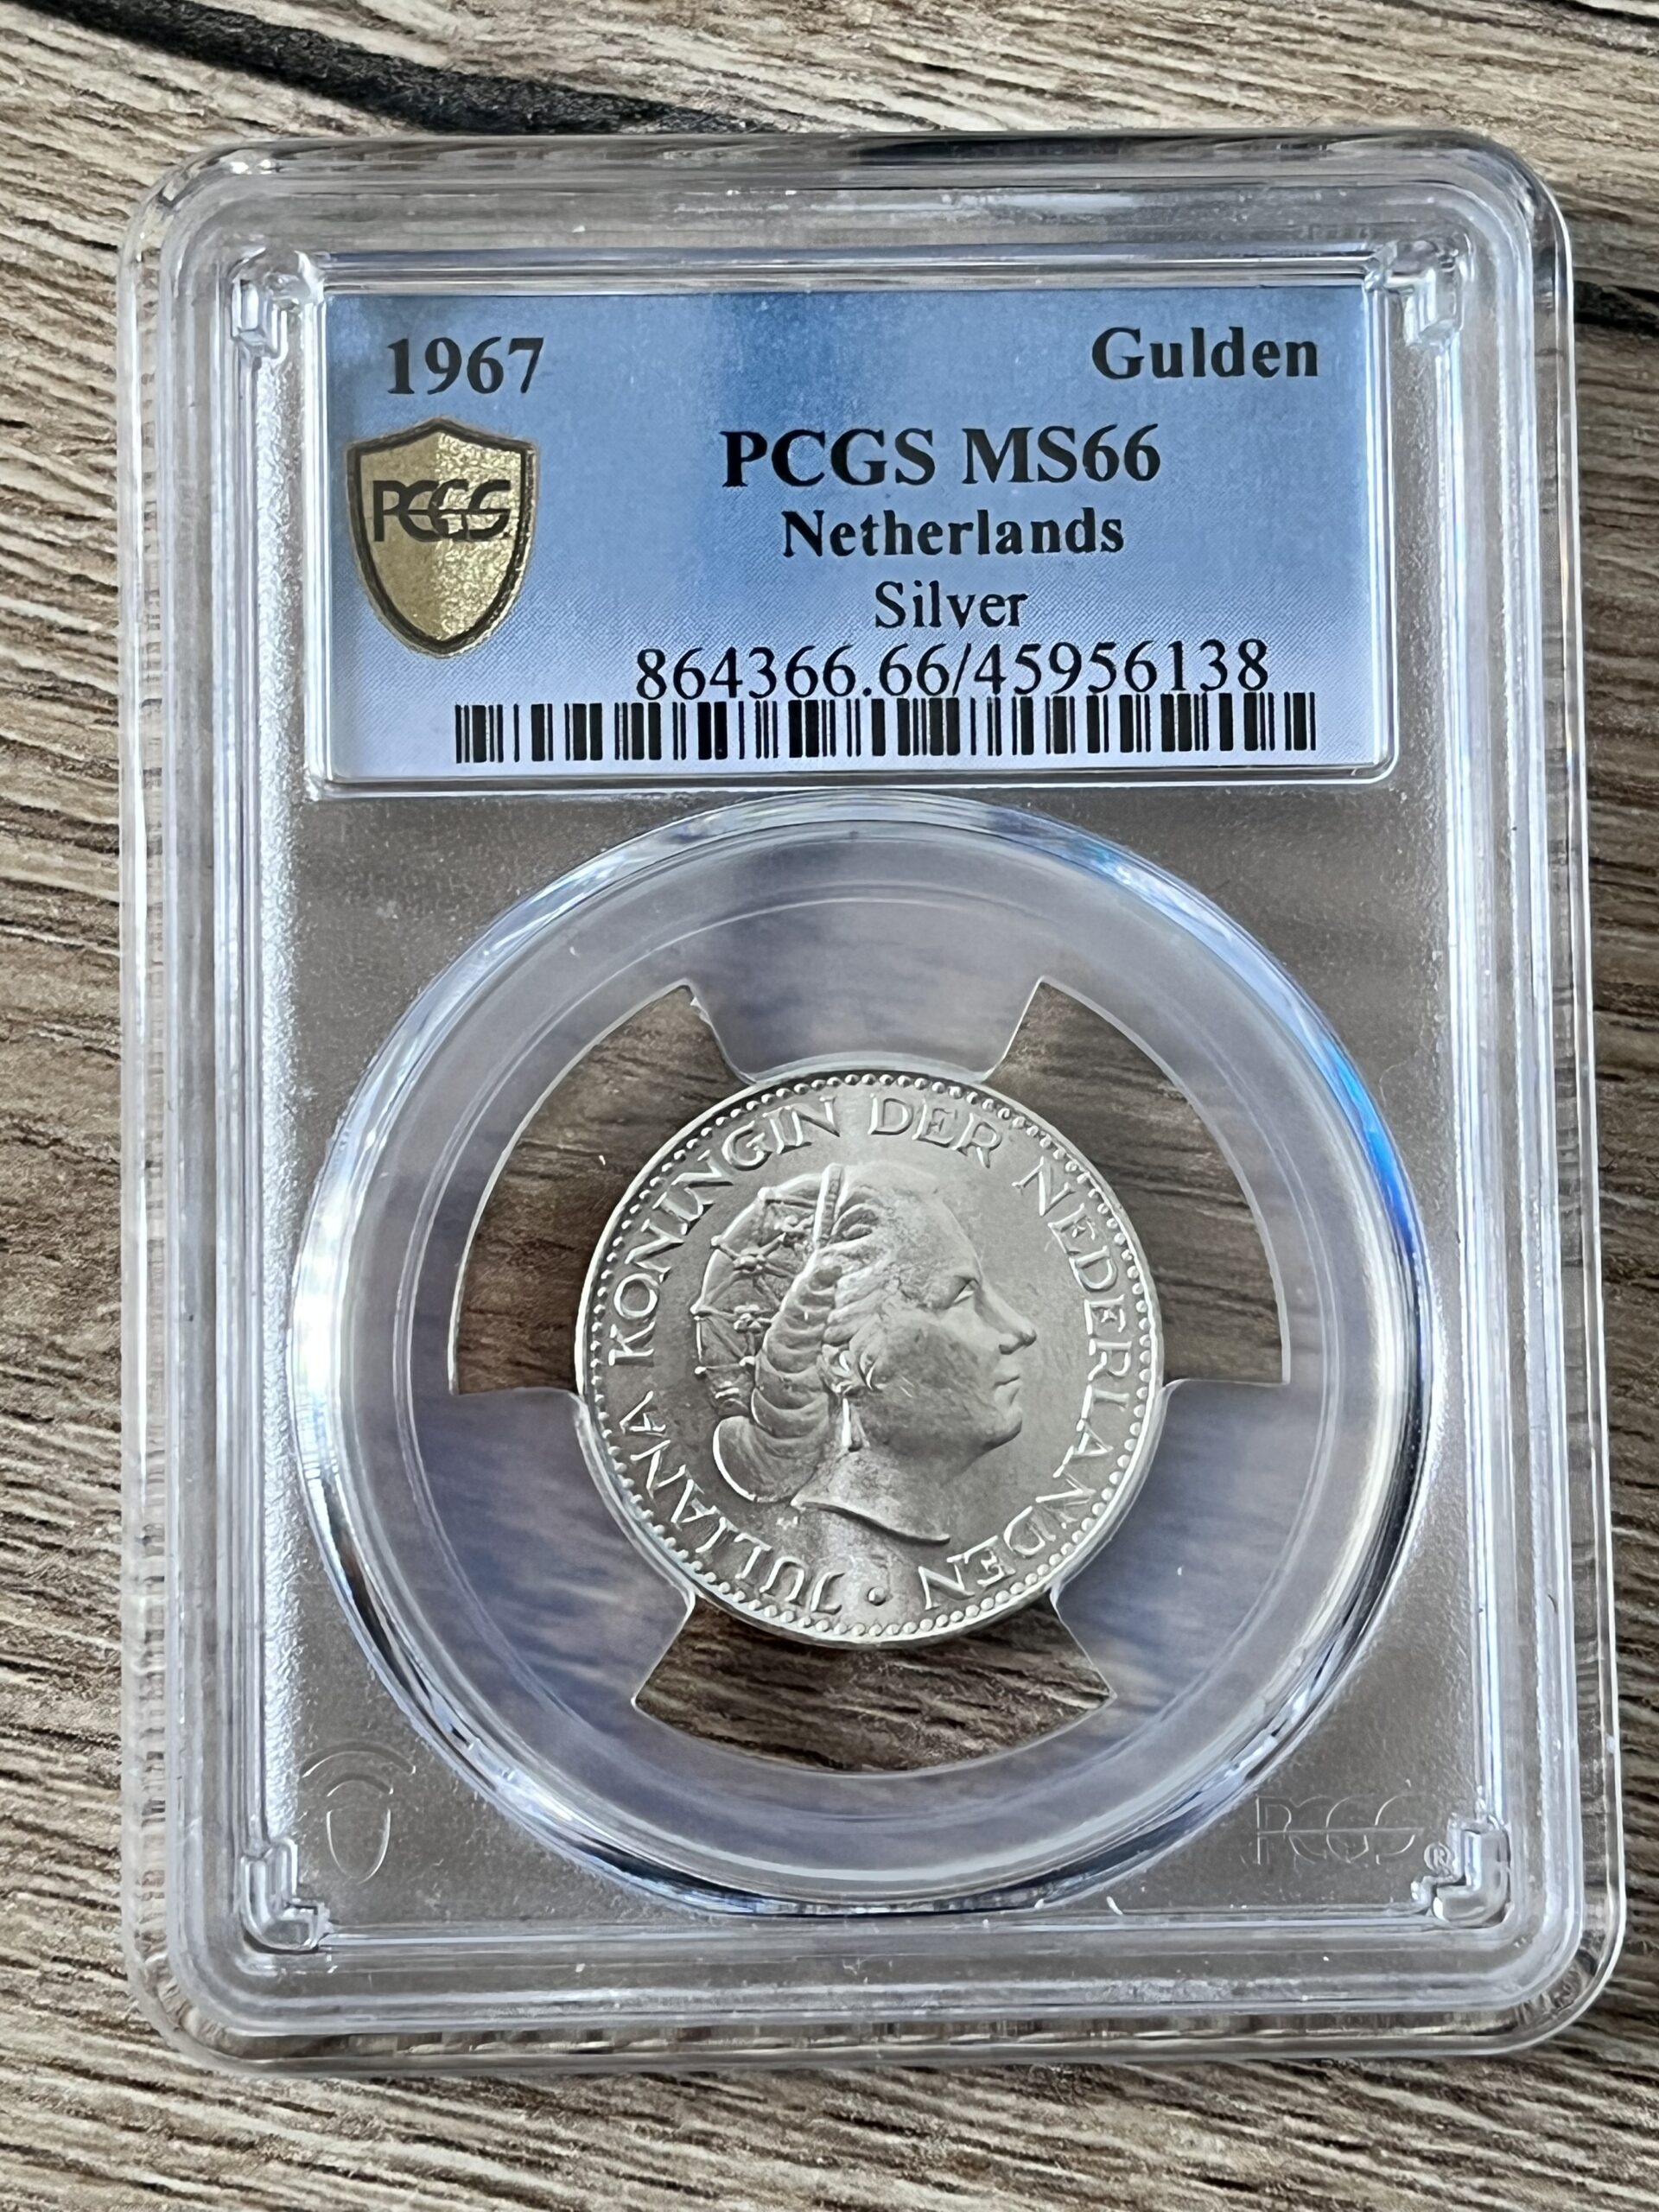 1967 Gulden
PCGS MS66
PCGS
Netherlands
Silver
864366.66/45956138
JULIANA KONINGIN DER NEDERLANDEN •
PCGS ®